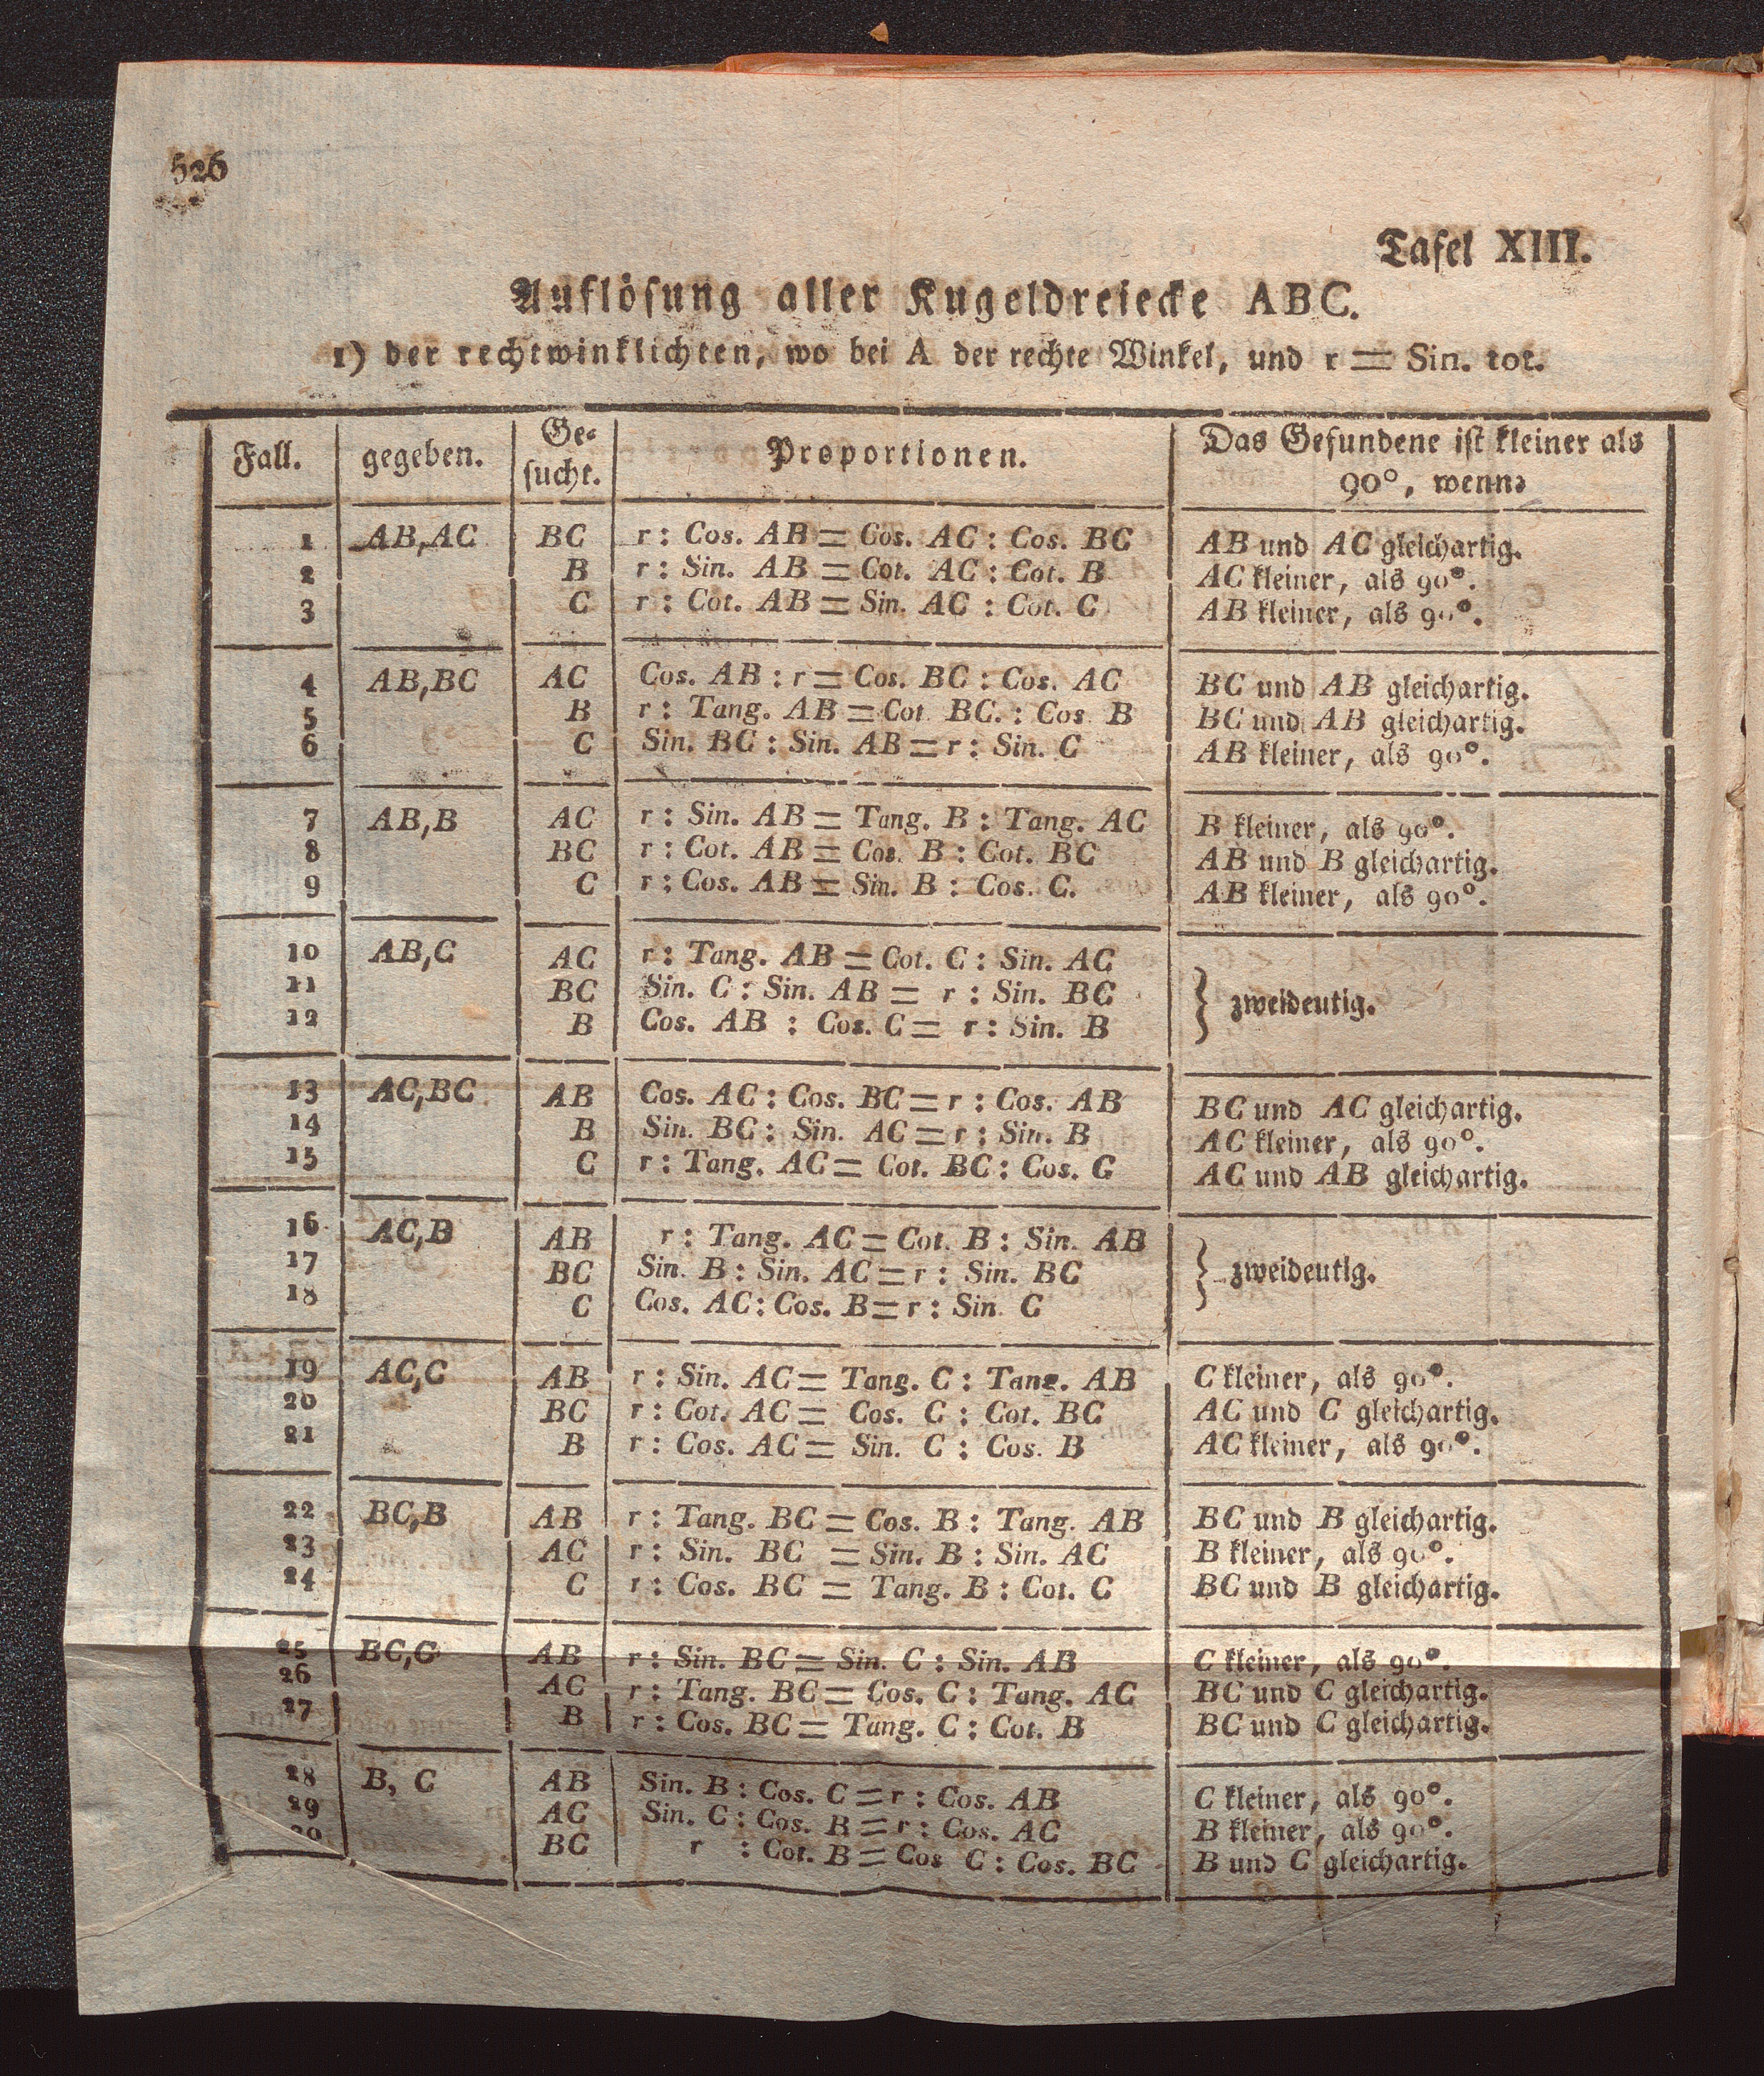 526
Tafel XIII.
Auflösung aller Kugeldreiecke ABC.
1) der rechtwinklichten, wo bei A der rechte Winkel, und r = Sin. tot.
Fall. gegeben. Ge- sucht. Proportionen. Das Gefundene ist kleiner als 90°, wenn:
1 AB,AC BC r : Cos. AB = Cos. AC : Cos. BC AB und AC gleichartig.
2 B r : Sin. AB = Cot. AC : Cot. B AC kleiner, als 90°.
3 C r : Cot. AB = Sin. AC : Cot. C AB kleiner, als 90°.
4 AB,BC AC Cos. AB : r = Cos. BC : Cos. AC BC und AB gleichartig.
5 B r : Tang. AB = Cot. BC. : Cos. B BC und AB gleichartig.
6 C Sin. BC : Sin. AB = r : Sin. C AB kleiner, als 90°.
7 AB,B AC r : Sin. AB = Tang. B : Tang. AC B kleiner, als 90°.
8 BC r : Cot. AB = Cos. B : Cot. BC AB und B gleichartig.
9 C r : Cos. AB = Sin. B : Cos. C. AB kleiner, als 90°.
10 AB,C AC r : Tang. AB = Cot. C : Sin. AC
11 BC Sin. C : Sin. AB = r : Sin. BC } zweideutig.
12 B Cos. AB : Cos. C = r : Sin. B
13 AC,BC AB Cos. AC : Cos. BC = r : Cos. AB BC und AC gleichartig.
14 B Sin. BC : Sin. AC = r : Sin. B AC kleiner, als 90°.
15 C r : Tang. AC = Cot. BC : Cos. C AC und AB gleichartig.
16 AC,B AB r : Tang. AC = Cot. B : Sin. AB
17 BC Sin. B : Sin. AC = r : Sin. BC } zweideutig.
18 C Cos. AC : Cos. B = r : Sin. C
19 AC,C AB r : Sin. AC = Tang. C : Tang. AB C kleiner, als 90°.
20 BC r : Cot. AC = Cos. C : Cot. BC AC und C gleichartig.
21 B r : Cos. AC = Sin. C : Cos. B AC kleiner, als 90°.
22 BC,B AB r : Tang. BC = Cos. B : Tang. AB BC und B gleichartig.
23 AC r : Sin. BC = Sin. B : Sin. AC B kleiner, als 90°.
24 C r : Cos. BC = Tang. B : Cot. C BC und B gleichartig.
25 BC,C AB r : Sin. BC = Sin. C : Sin. AB C kleiner, als 90°.
26 AC r : Tang. BC = Cos. C : Tang. AC BC und C gleichartig.
27 B r : Cos. BC = Tang. C : Cot. B BC und C gleichartig.
28 B, C AB Sin. B : Cos. C = r : Cos. AB C kleiner, als 90°.
29 AC Sin. C : Cos. B = r : Cos. AC B kleiner, als 90°.
30 BC r : Cot. B = Cos C : Cos. BC B und C gleichartig.